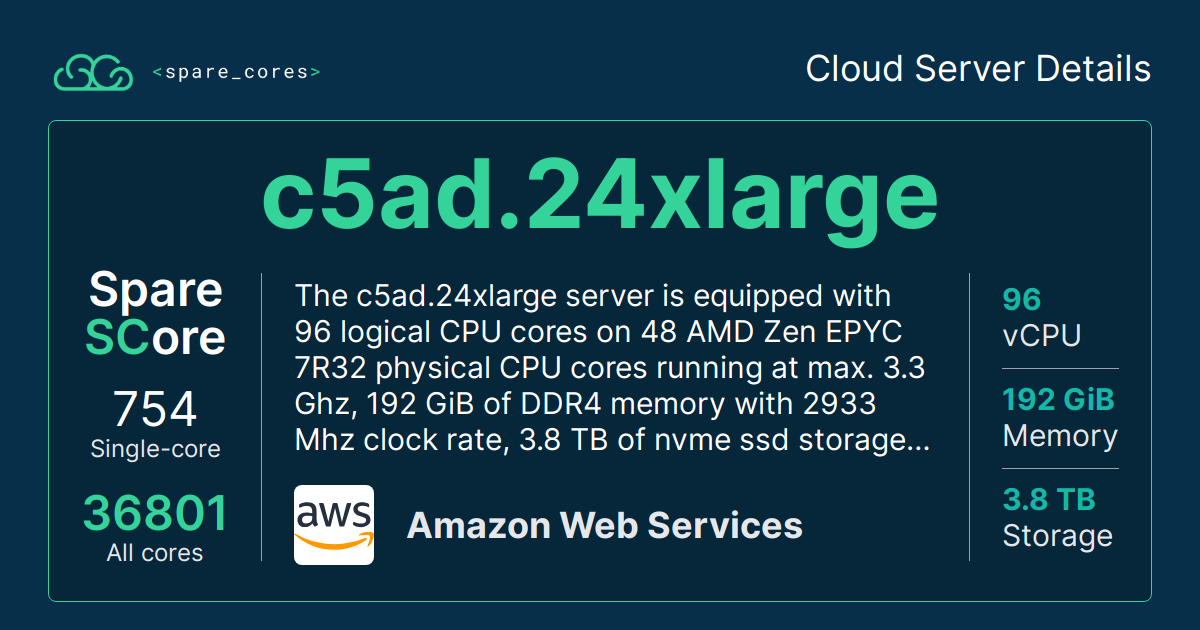 <spare_cores>
Cloud Server Details
c5ad.24xlarge
Spare
SCore
754
Single-core
36801
All cores
The c5ad.24xlarge server is equipped with
96 logical CPU cores on 48 AMD Zen EPYC
7R32 physical CPU cores running at max. 3.3
Ghz, 192 GiB of DDR4 memory with 2933
Mhz clock rate, 3.8 TB of nvme ssd storage...
aws
Amazon Web Services
96
vCPU
192 GiB
Memory
3.8 TB
Storage